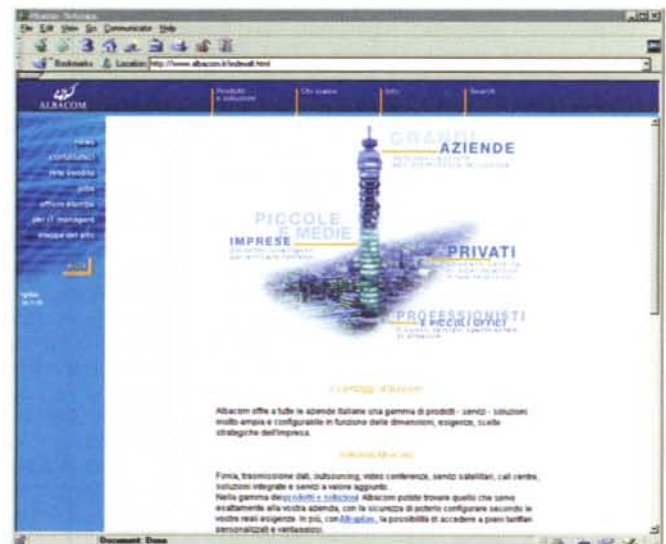 File Edit View Go Communicator Help
Bookmarks Location: http://www.albacom.it/indexall.html
ALBACOM
Prodotti e soluzioni
Chi siamo
Info
Search
news
contattateci
rete vendita
jobs
ufficio stampa
per IT managers
mappa del sito
GRANDI
AZIENDE
PICCOLE
E MEDIE
IMPRESE
PRIVATI
PROFESSIONISTI
E PICCOLI UFFICI
i vantaggi Albacom
Albacom offre a tutte le aziende italiane una gamma di prodotti - servizi - soluzioni
molto ampia e configurabile in funzione delle dimensioni, esigenze, scelte
strategiche dell'impresa.
Fonia, trasmissione dati, outsourcing, video conferenze, servizi satellitari, call centre,
soluzioni integrate e servizi a valore aggiunto.
Nella gamma dei prodotti e soluzioni Albacom potete trovare quello che serve
esattamente alla vostra azienda, con la sicurezza di poterlo configurare secondo le
vostre reali esigenze. In più, con la possibilità di accedere a piani tariffari
personalizzati e vantaggiosi.
Document: Done